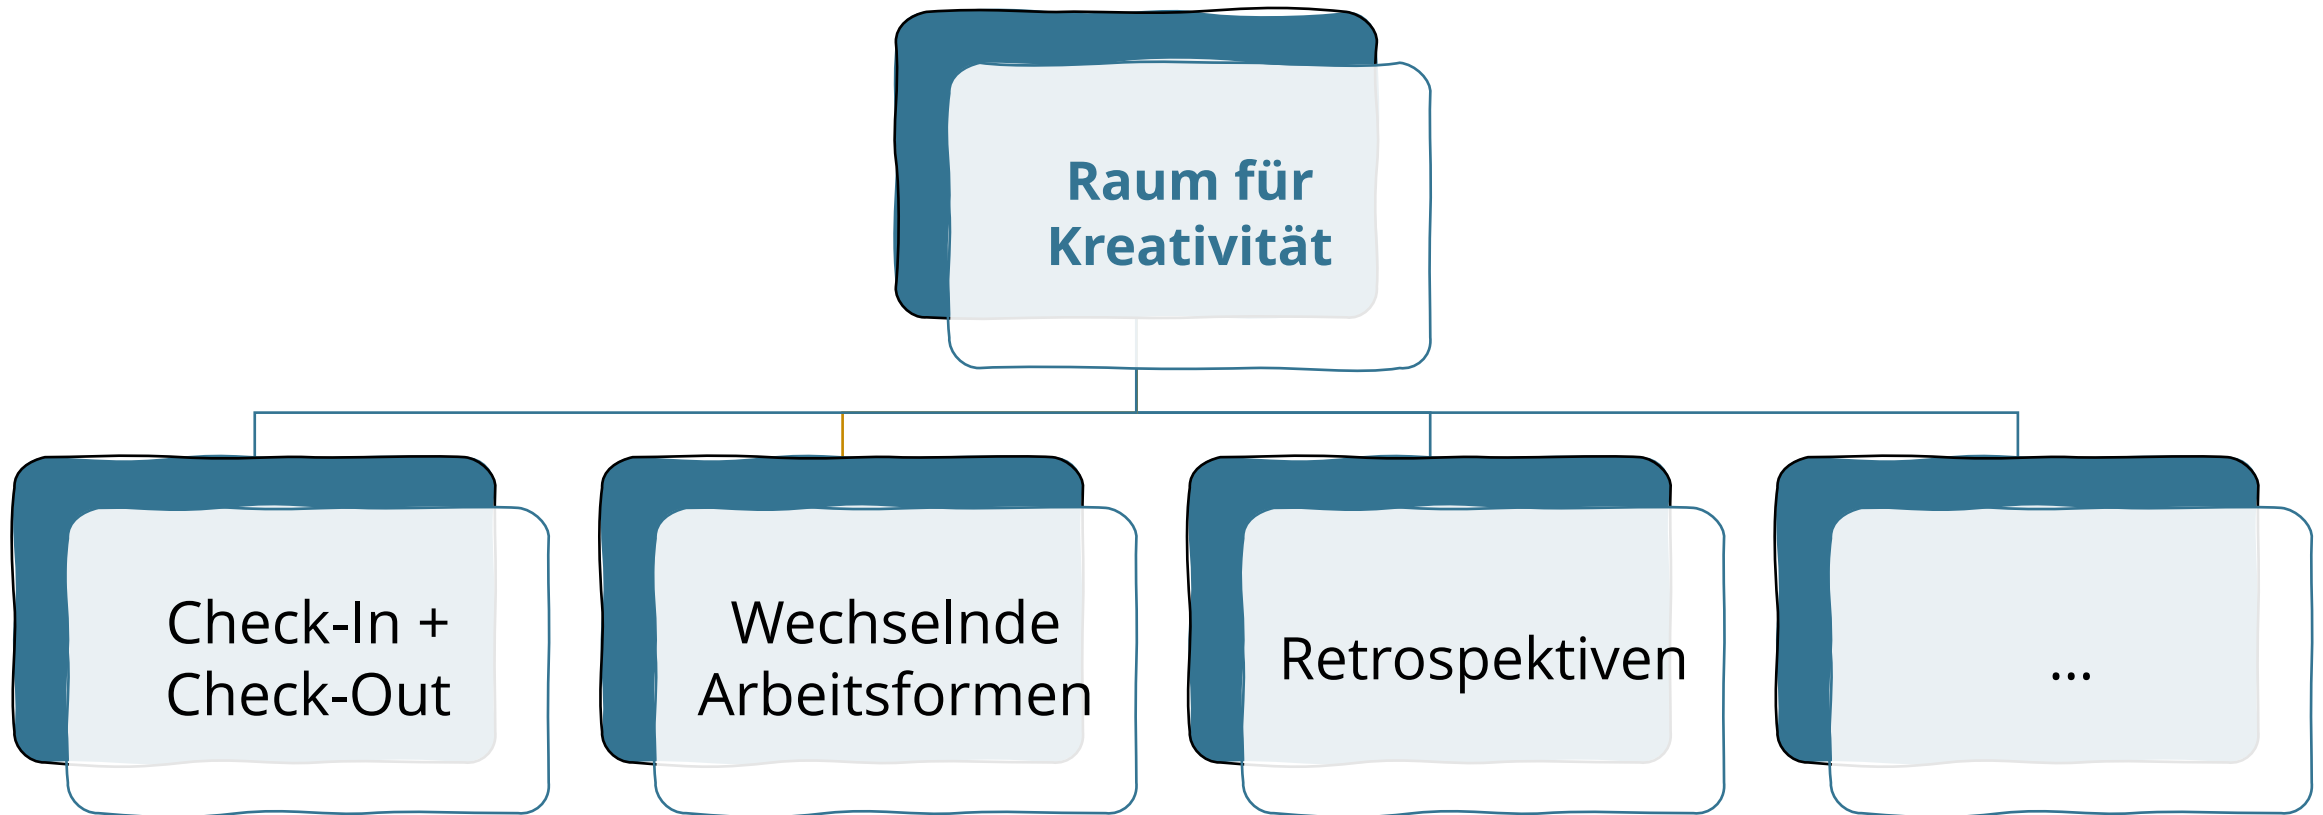 Raum für
Kreativität
Check-In +
Check-Out
Wechselnde
Arbeitsformen
Retrospektiven
...